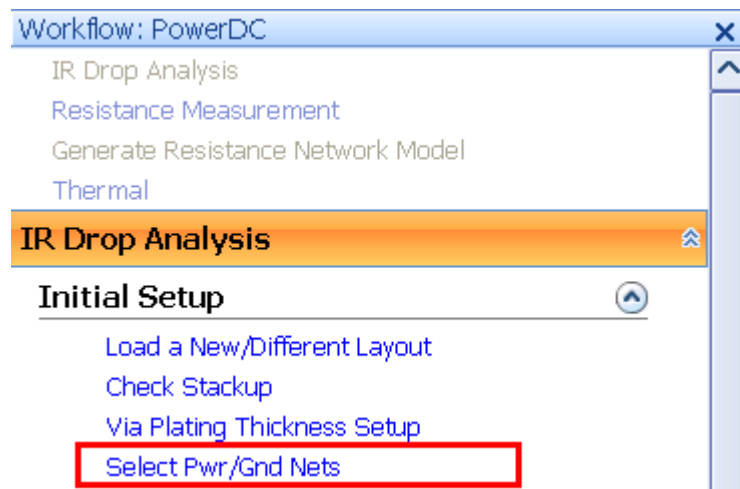 Workflow: PowerDC
IR Drop Analysis
Resistance Measurement
Generate Resistance Network Model
Thermal
IR Drop Analysis
Initial Setup
Load a New/Different Layout
Check Stackup
Via Plating Thickness Setup
Select Pwr/Gnd Nets